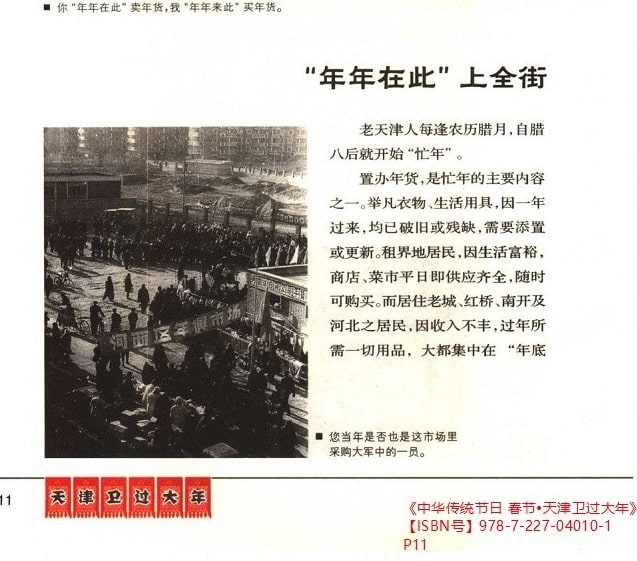 ■ 你“年年在此”卖年货，我“年年来此”买年货。
“年年在此”上全街
老天津人每逢农历腊月，自腊
八后就开始“忙年”。
置办年货，是忙年的主要内容
之一。举凡衣物、生活用具，因一年
过来，均已破旧或残缺，需要添置
或更新。租界地居民，因生活富裕，
商店、菜市平日即供应齐全，随时
可购买。而居住老城、红桥、南开及
河北之居民，因收入不丰，过年所
需一切用品，大都集中在“年底
■ 您当年是否也是这市场里
采购大军中的一员。
11
天津卫过大年
《中华传统节日 春节•天津卫过大年》
【ISBN号】978-7-227-04010-1
P11